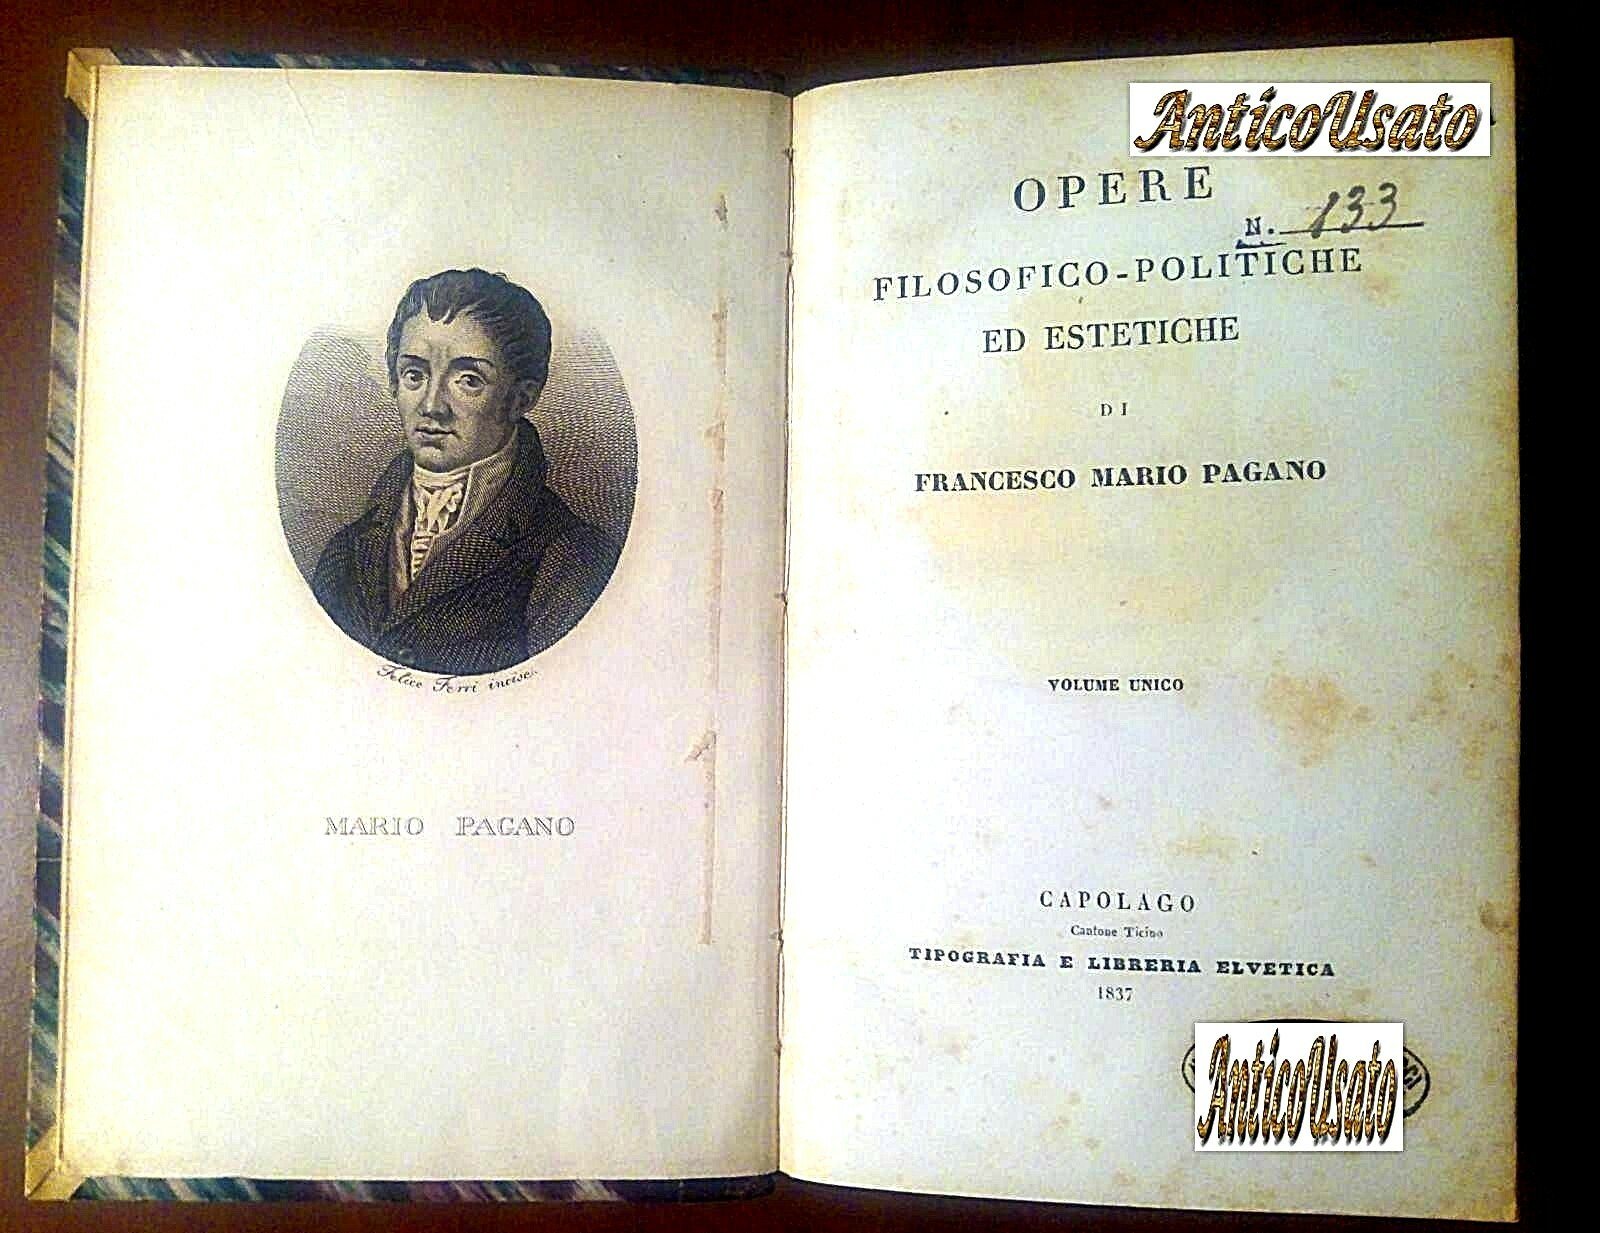 Felice Ferri incise.
MARIO PAGANO
AnticoUsato
OPERE
N. 133
FILOSOFICO-POLITICHE
ED ESTETICHE
DI
FRANCESCO MARIO PAGANO
VOLUME UNICO
CAPOLAGO
Cantone Ticino
TIPOGRAFIA E LIBRERIA ELVETICA
1837
AnticoUsato